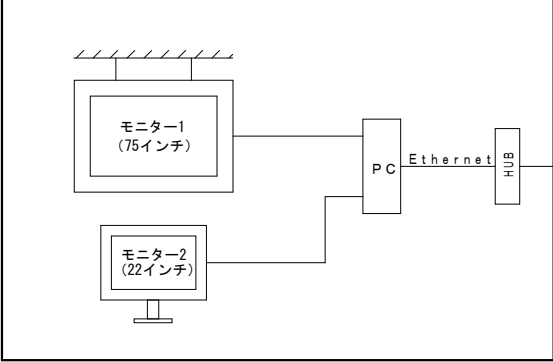 モニター1
(75インチ)
PC
Ethernet
HUB
モニター2
(22インチ)